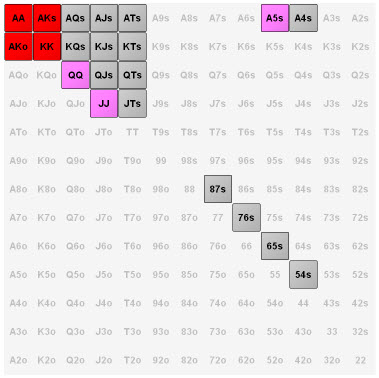 AA AKs AQs AJs ATs A9s A8s A7s A6s A5s A4s A3s A2s
AKo KK KQs KJs KTs K9s K8s K7s K6s K5s K4s K3s K2s
AQo KQo QQ QJs QTs Q9s Q8s Q7s Q6s Q5s Q4s Q3s Q2s
AJo KJo QJo JJ JTs J9s J8s J7s J6s J5s J4s J3s J2s
ATo KTo QTo JTo TT T9s T8s T7s T6s T5s T4s T3s T2s
A9o K9o Q9o J9o T9o 99 98s 97s 96s 95s 94s 93s 92s
A8o K8o Q8o J8o T8o 98o 88 87s 86s 85s 84s 83s 82s
A7o K7o Q7o J7o T7o 97o 87o 77 76s 75s 74s 73s 72s
A6o K6o Q6o J6o T6o 96o 86o 76o 66 65s 64s 63s 62s
A5o K5o Q5o J5o T5o 95o 85o 75o 65o 55 54s 53s 52s
A4o K4o Q4o J4o T4o 94o 84o 74o 64o 54o 44 43s 42s
A3o K3o Q3o J3o T3o 93o 83o 73o 63o 53o 43o 33 32s
A2o K2o Q2o J2o T2o 92o 82o 72o 62o 52o 42o 32o 22